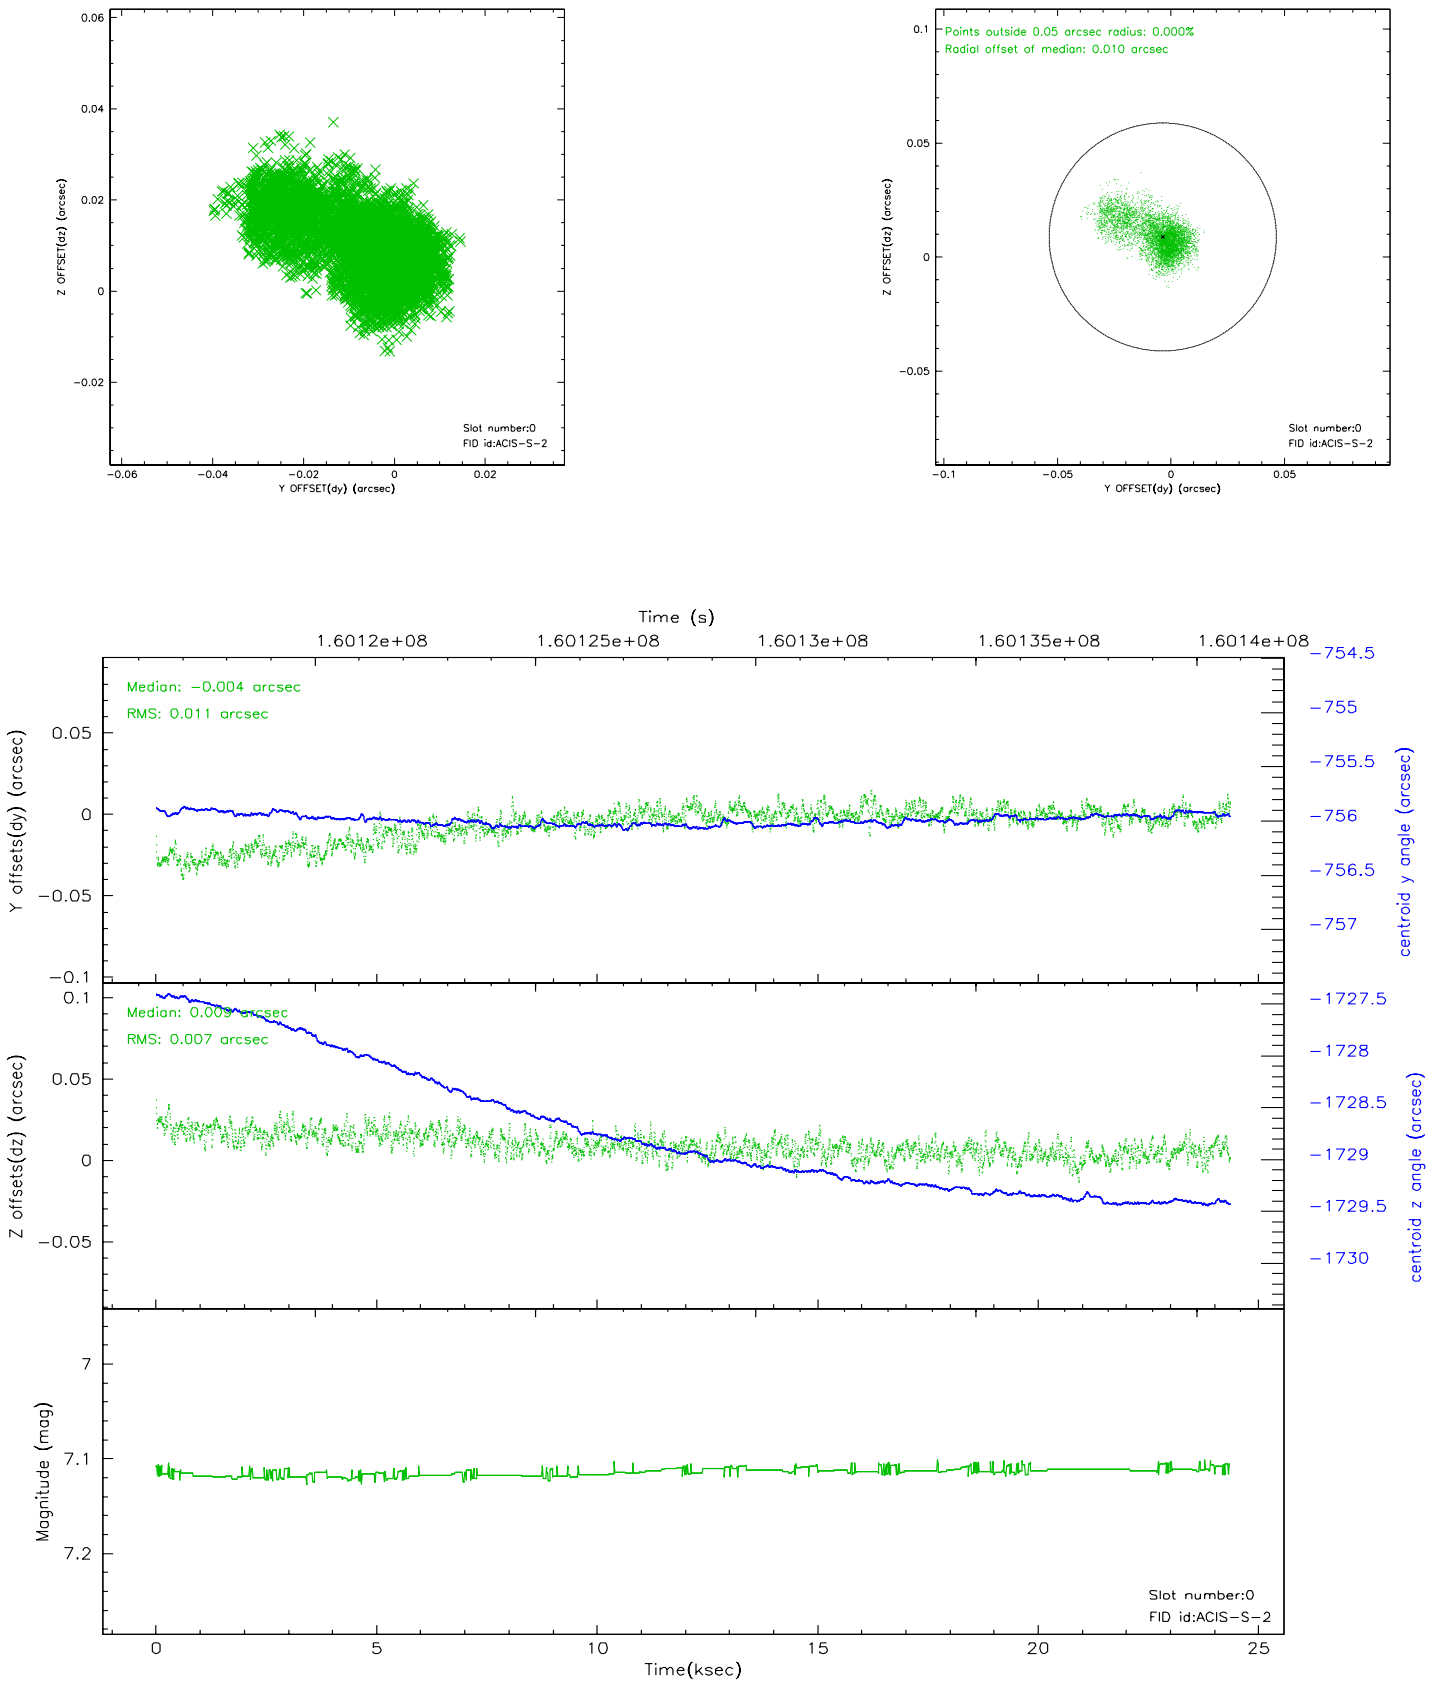 0.06
0.04
0.02
0
−0.02
Z OFFSET(dz) (arcsec)
−0.06
−0.04
−0.02
0
0.02
Y OFFSET(dy) (arcsec)
Slot number:0
FID id:ACIS−S−2
Points outside 0.05 arcsec radius: 0.000%
Radial offset of median: 0.010 arcsec
0.1
0.05
0
−0.05
Z OFFSET(dz) (arcsec)
−0.1
−0.05
0
0.05
Y OFFSET(dy) (arcsec)
Slot number:0
FID id:ACIS−S−2
Time (s)
1.6012e+08
1.60125e+08
1.6013e+08
1.60135e+08
1.6014e+08
Median: −0.004 arcsec
RMS: 0.011 arcsec
0.05
0
−0.05
−0.1
Y offsets(dy) (arcsec)
−754.5
−755
−755.5
−756
−756.5
−757
centroid y angle (arcsec)
Median: 0.009 arcsec
RMS: 0.007 arcsec
0.1
0.05
0
−0.05
Z offsets(dz) (arcsec)
−1727.5
−1728
−1728.5
−1729
−1729.5
−1730
centroid z angle (arcsec)
7
7.1
7.2
Magnitude (mag)
Slot number:0
FID id:ACIS−S−2
0
5
10
15
20
25
Time(ksec)